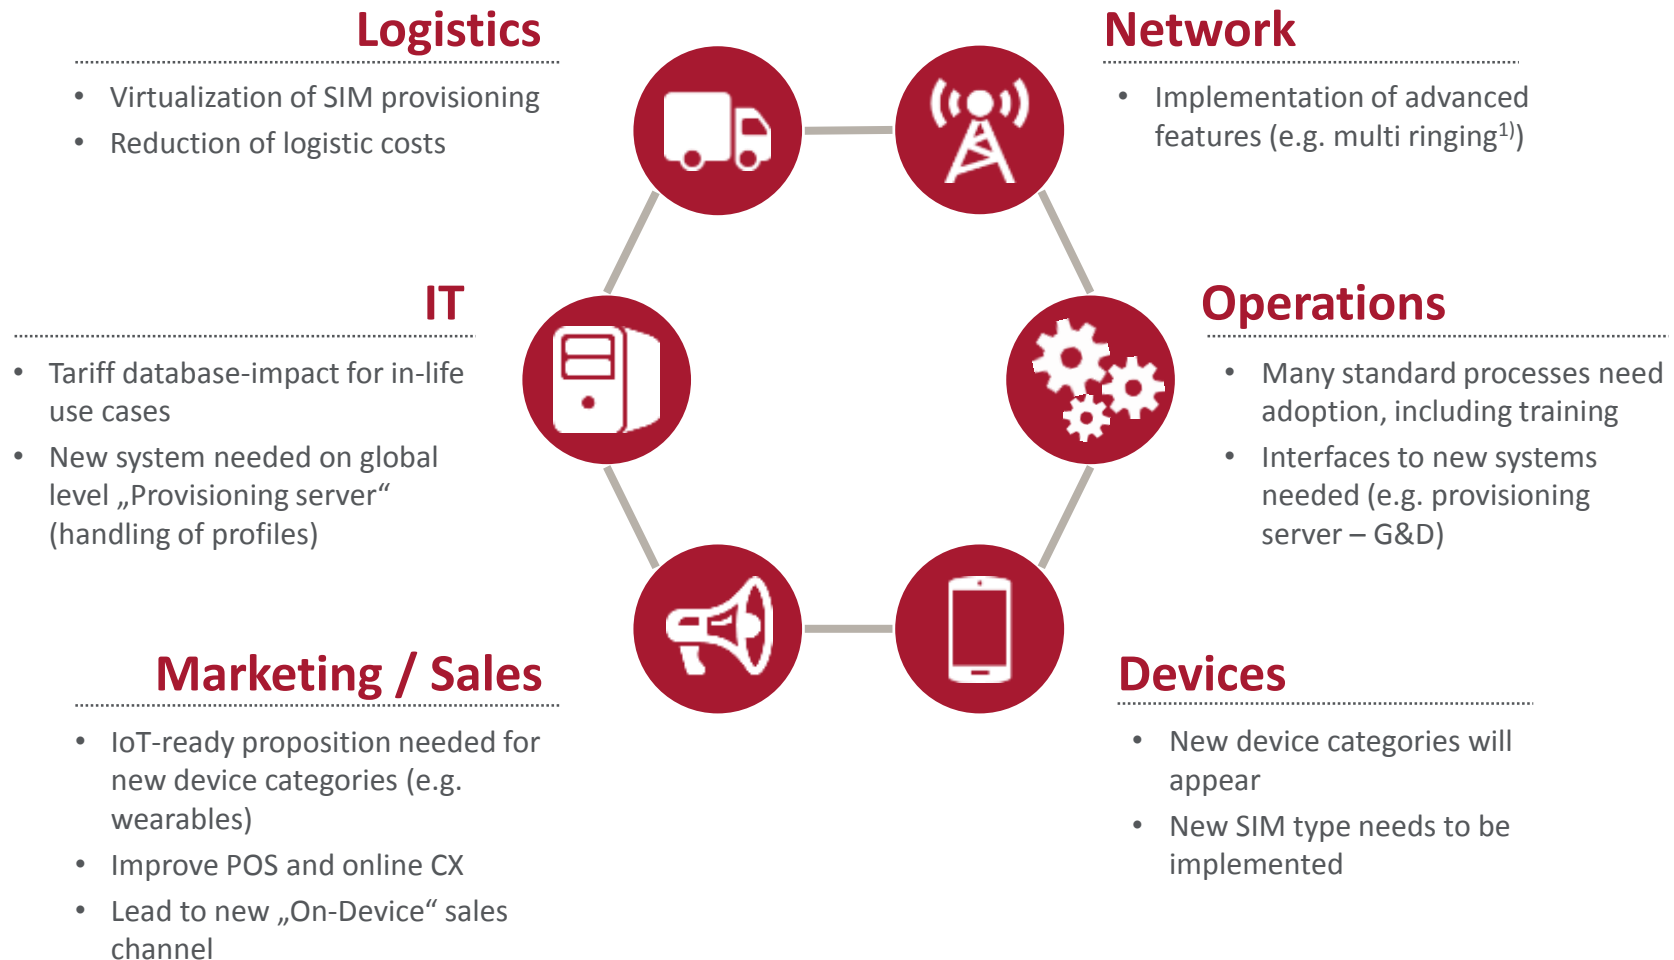 Logistics
• Virtualization of SIM provisioning
• Reduction of logistic costs
Network
• Implementation of advanced
features (e.g. multi ringing1))
IT
• Tariff database-impact for in-life
use cases
• New system needed on global
level „Provisioning server“
(handling of profiles)
Operations
• Many standard processes need
adoption, including training
• Interfaces to new systems
needed (e.g. provisioning
server – G&D)
Marketing / Sales
• IoT-ready proposition needed for
new device categories (e.g.
wearables)
• Improve POS and online CX
• Lead to new „On-Device“ sales
channel
Devices
• New device categories will
appear
• New SIM type needs to be
implemented